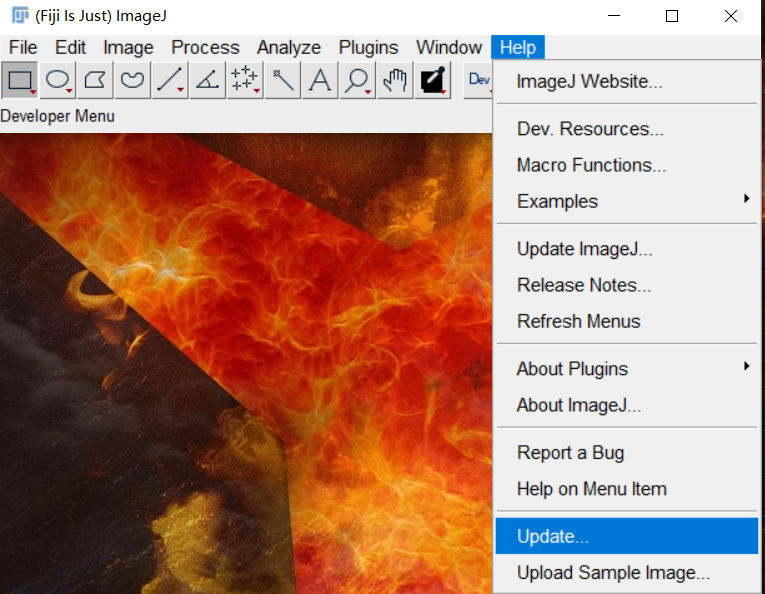 (Fiji Is Just) ImageJ
File Edit Image Process Analyze Plugins Window Help
Dev
Developer Menu
ImageJ Website...
Dev. Resources...
Macro Functions...
Examples
Update ImageJ...
Release Notes...
Refresh Menus
About Plugins
About ImageJ...
Report a Bug
Help on Menu Item
Update...
Upload Sample Image...